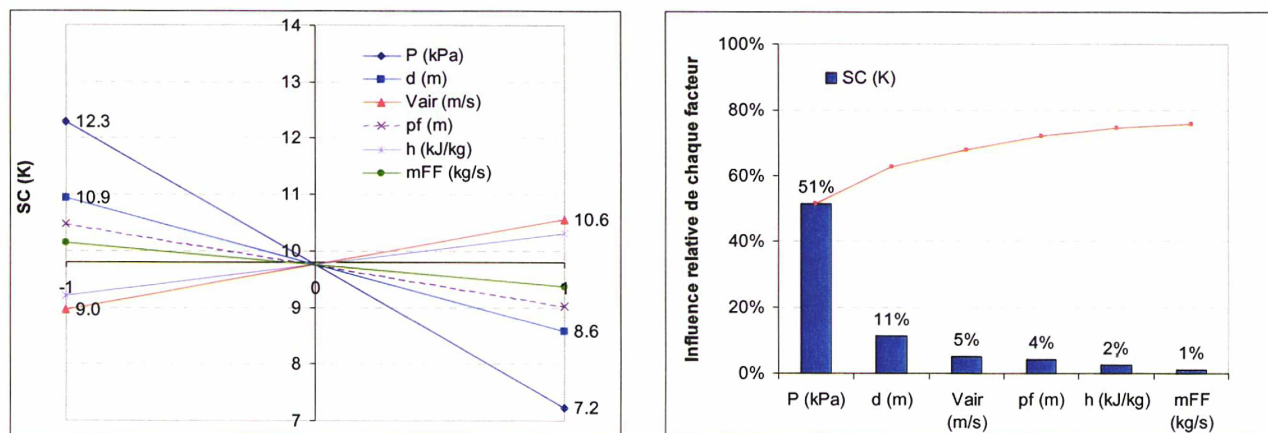 14
13
12
11
10
9
8
7
SC (K)
P (kPa)
d (m)
Vair (m/s)
pf (m)
h (kJ/kg)
mFF (kg/s)
12.3
10.9
9.0
-1
0
1
10.6
8.6
7.2
Influence relative de chaque facteur
100%
80%
60%
40%
20%
0%
SC (K)
51%
11%
5%
4%
2%
1%
P (kPa)
d (m)
Vair
(m/s)
pf (m)
h (kJ/kg)
mFF
(kg/s)